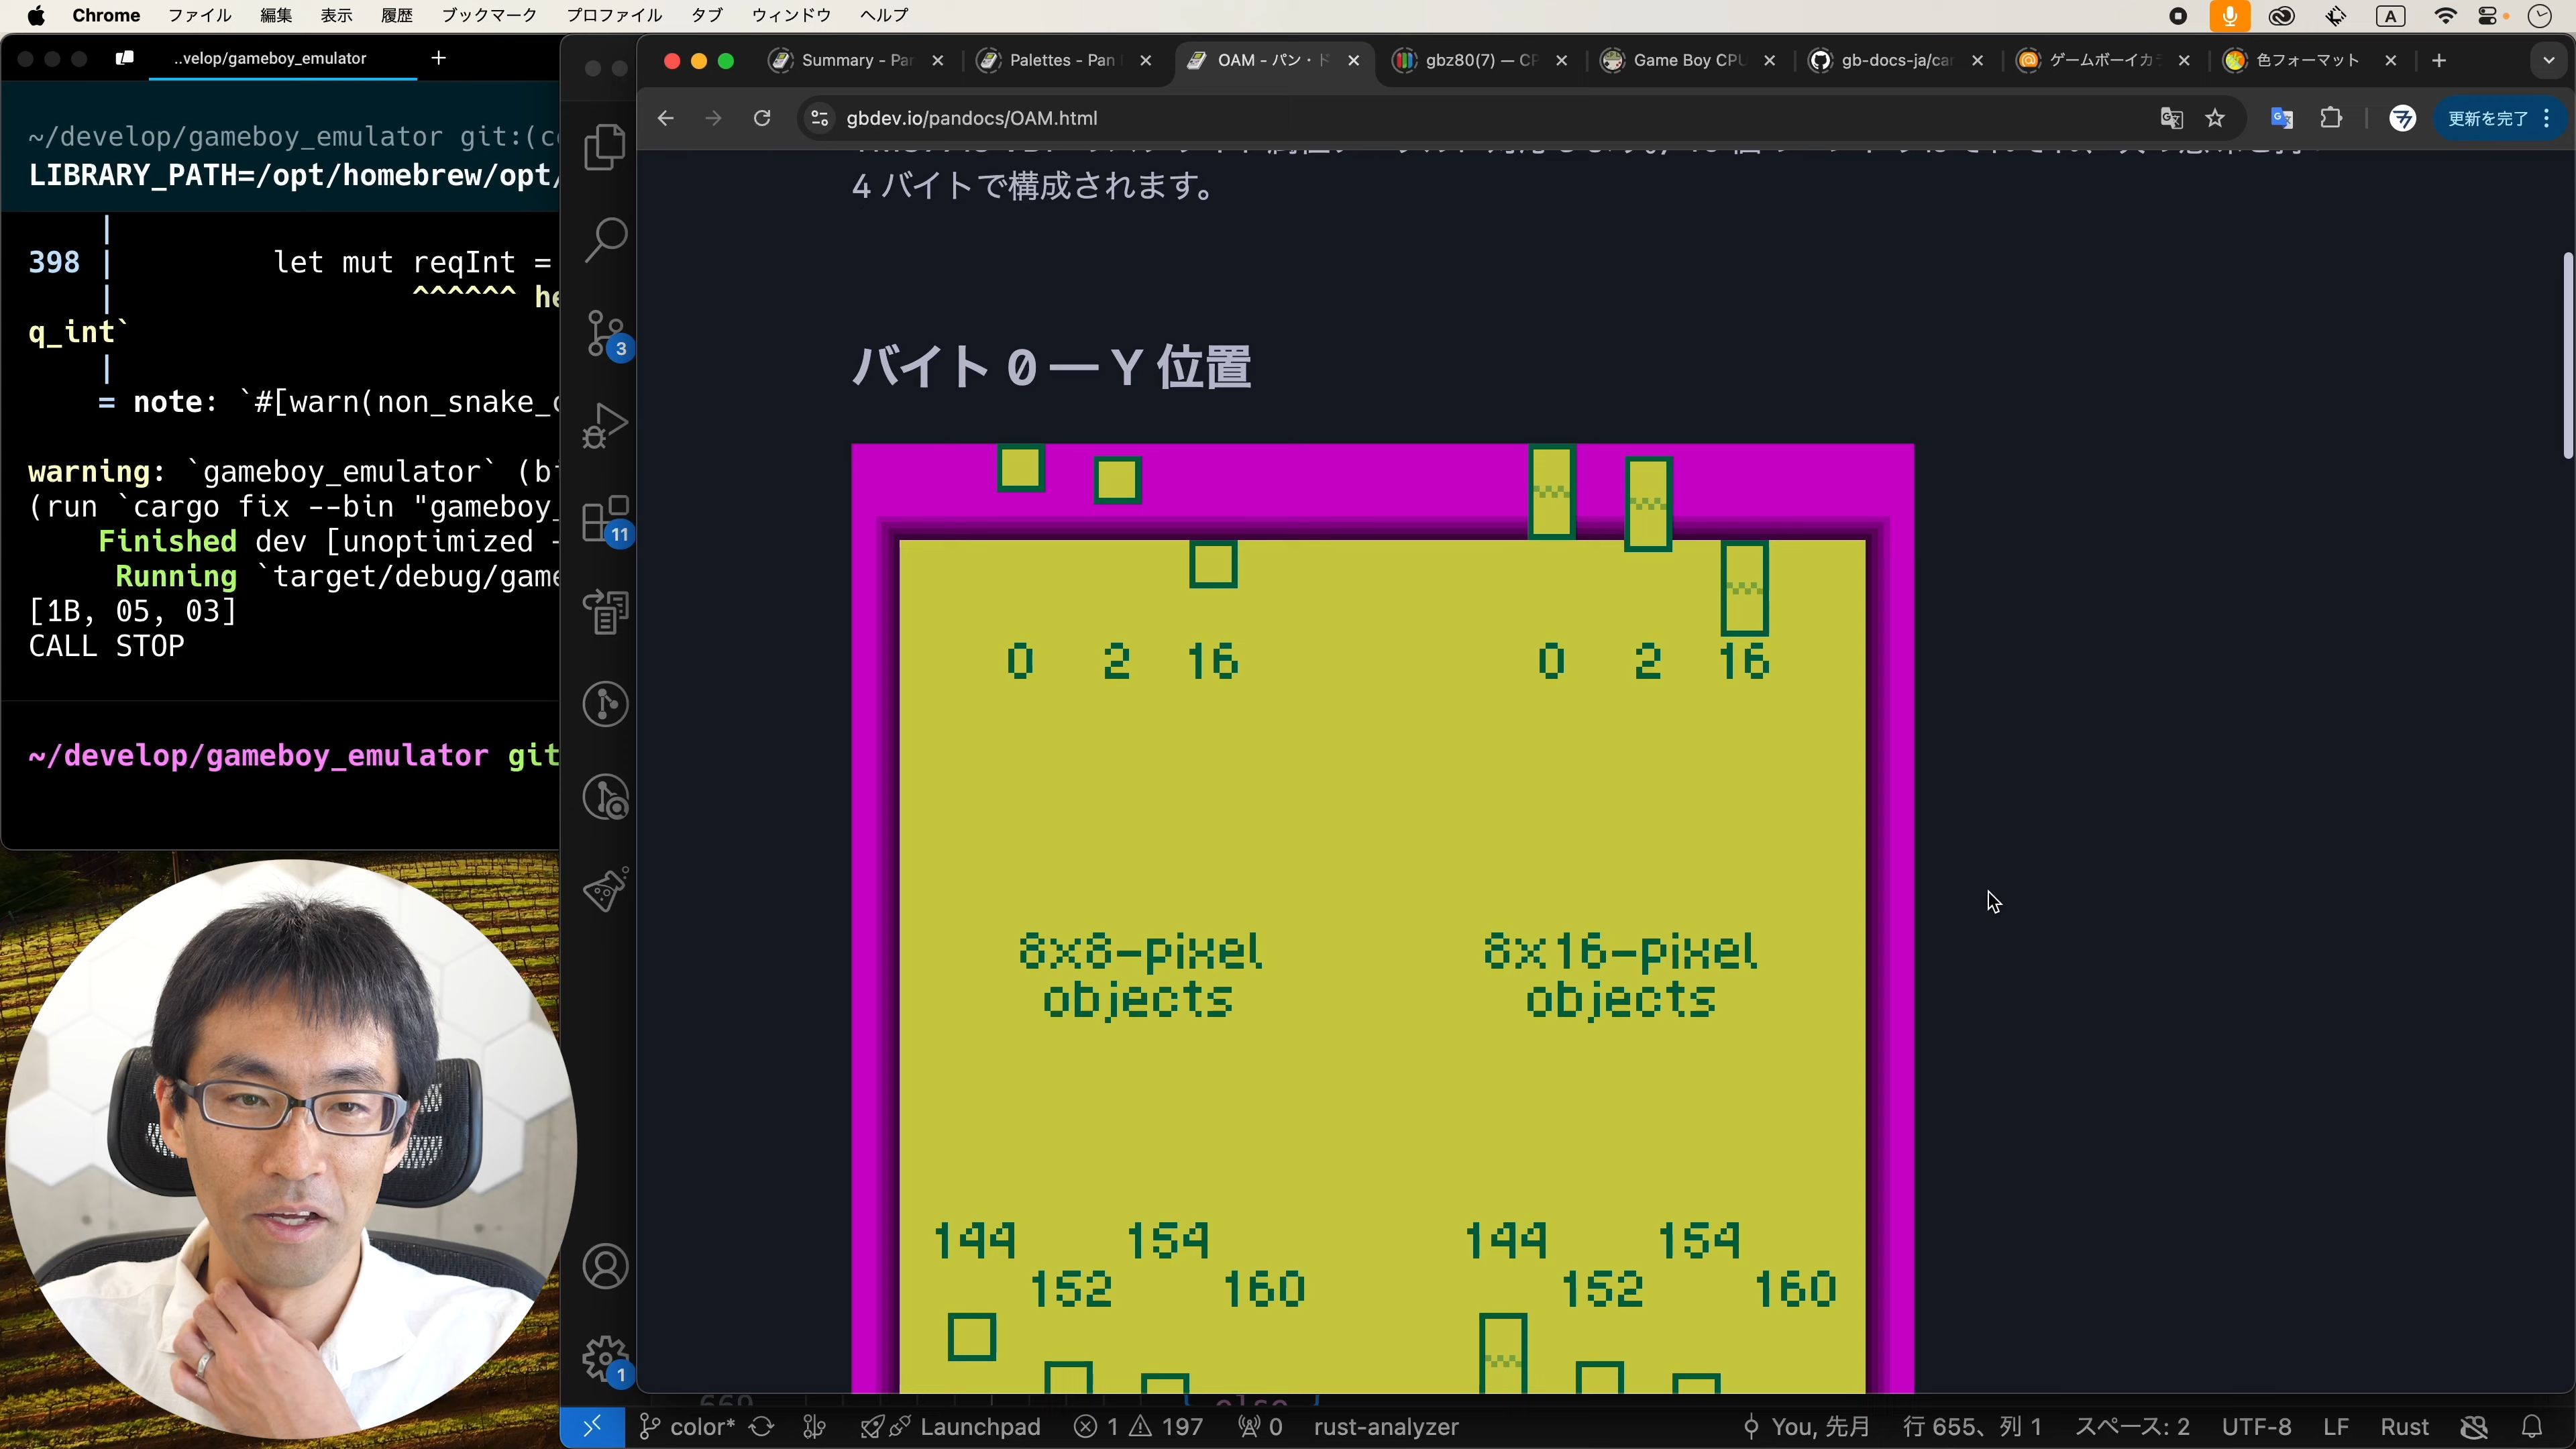 Chrome ファイル 編集 表示 履歴 ブックマーク プロファイル タブ ウィンドウ ヘルプ A
..velop/gameboy_emulator
Summary - Pan
Palettes - Pan
OAM - パン・ド
gbz80(7) — CP
Game Boy CPU
gb-docs-ja/car
ゲームボーイカラ
色フォーマット
gbdev.io/pandocs/OAM.html
更新を完了
~/develop/gameboy_emulator git:(co
LIBRARY_PATH=/opt/homebrew/opt/
398 | let mut reqInt =
^^^^^^ he
q_int`
= note: `#[warn(non_snake_c
warning: `gameboy_emulator` (bi
(run `cargo fix --bin "gameboy_
Finished dev [unoptimized
Running `target/debug/game
[1B, 05, 03]
CALL STOP
~/develop/gameboy_emulator git
3
11
1
4 バイトで構成されます。
バイト 0 — Y 位置
0 2 16
0 2 16
8x8-pixel
objects
8x16-pixel
objects
144 154
152 160
144 154
152 160
color* Launchpad 1 197 0 rust-analyzer You, 先月 行 655、列 1 スペース: 2 UTF-8 LF Rust